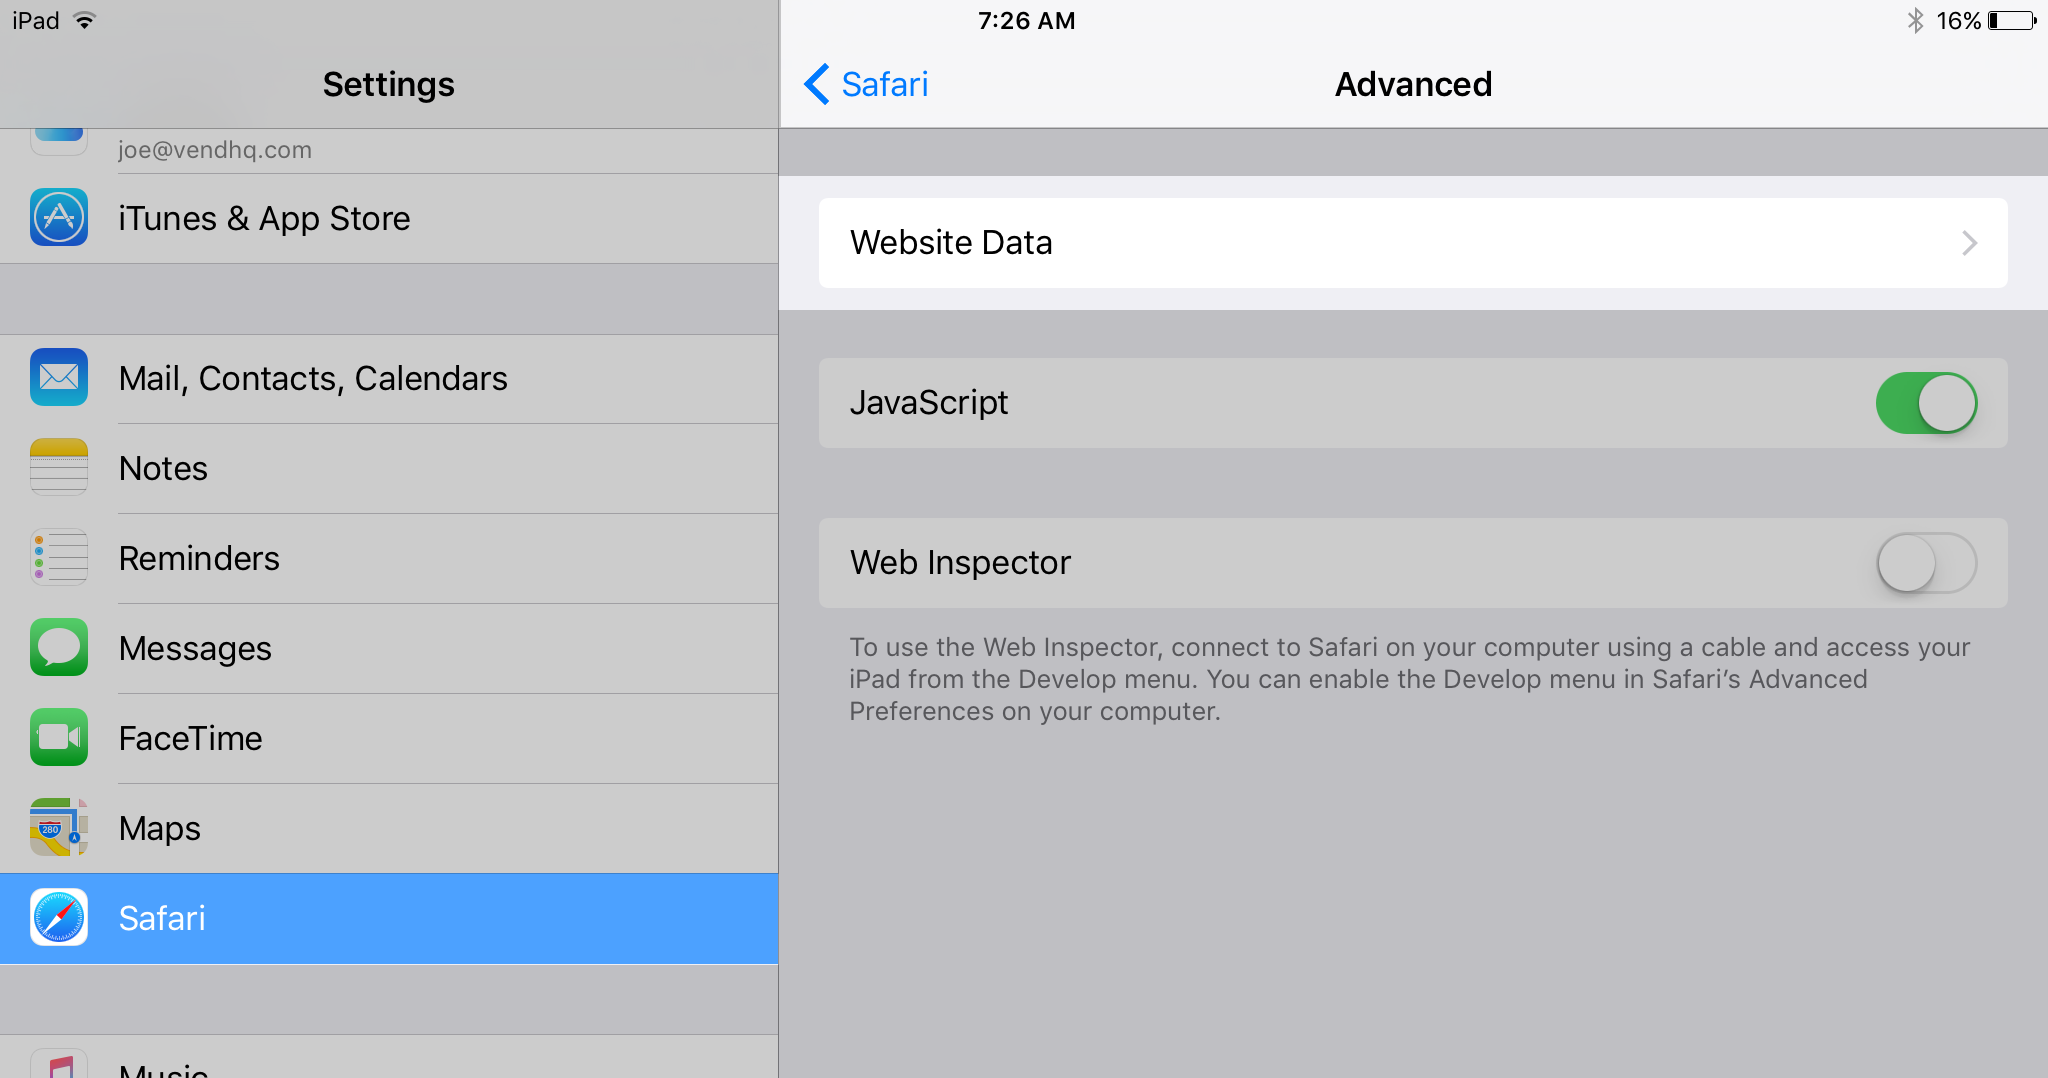 iPad
7:26 AM
16%
Settings
Safari
Advanced
joe@vendhq.com
iTunes & App Store
Mail, Contacts, Calendars
Notes
Reminders
Messages
FaceTime
280
Maps
Safari
Music
Website Data
JavaScript
Web Inspector
To use the Web Inspector, connect to Safari on your computer using a cable and access your
iPad from the Develop menu. You can enable the Develop menu in Safari’s Advanced
Preferences on your computer.